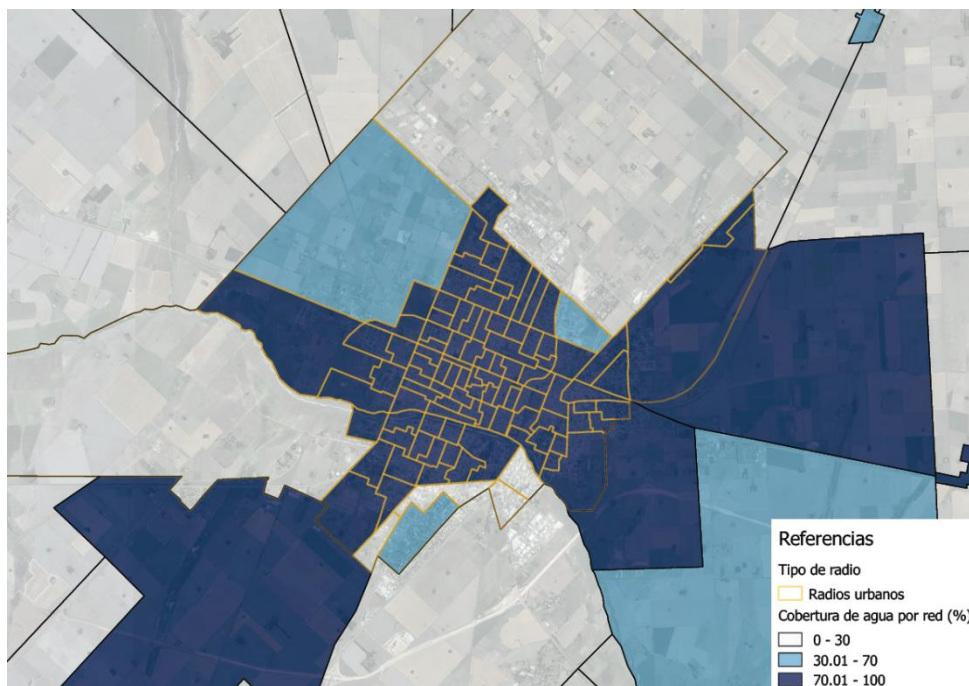 Referencias
Tipo de radio
Radios urbanos
Cobertura de agua por red (%)
0 - 30
30.01 - 70
70.01 - 100